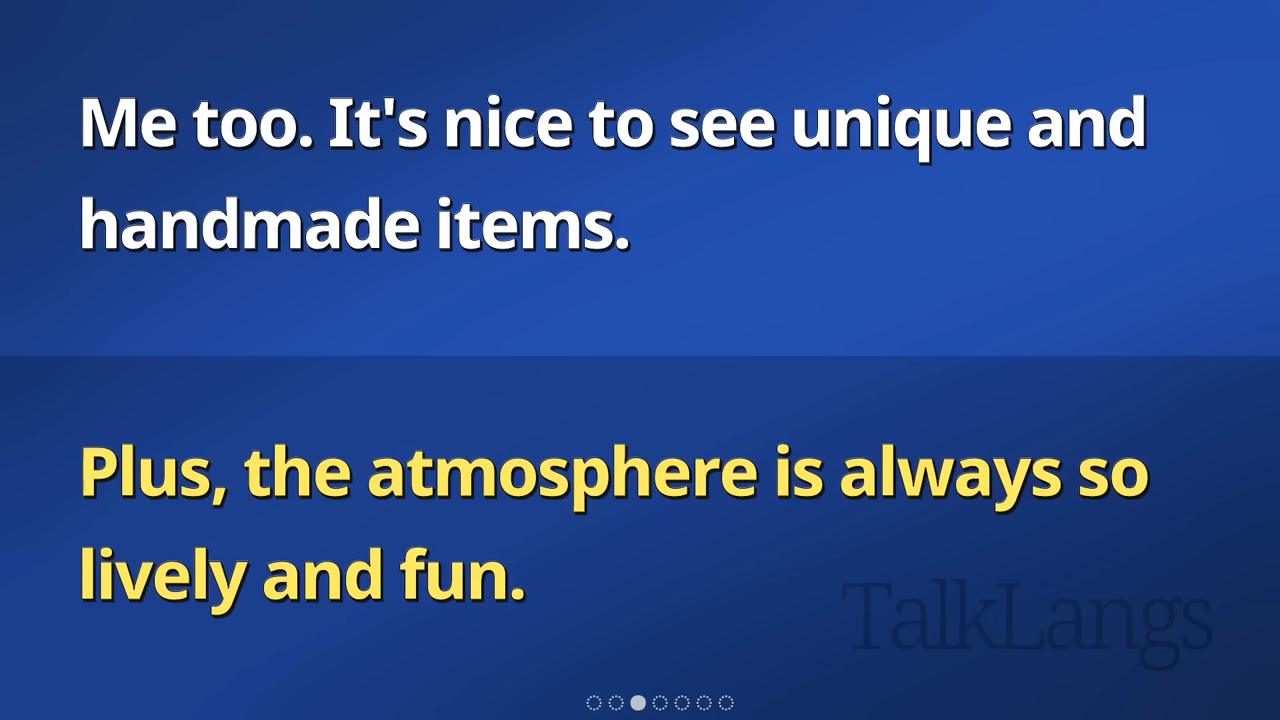 Me too. It's nice to see unique and
handmade items.
Plus, the atmosphere is always so
lively and fun.
TalkLangs